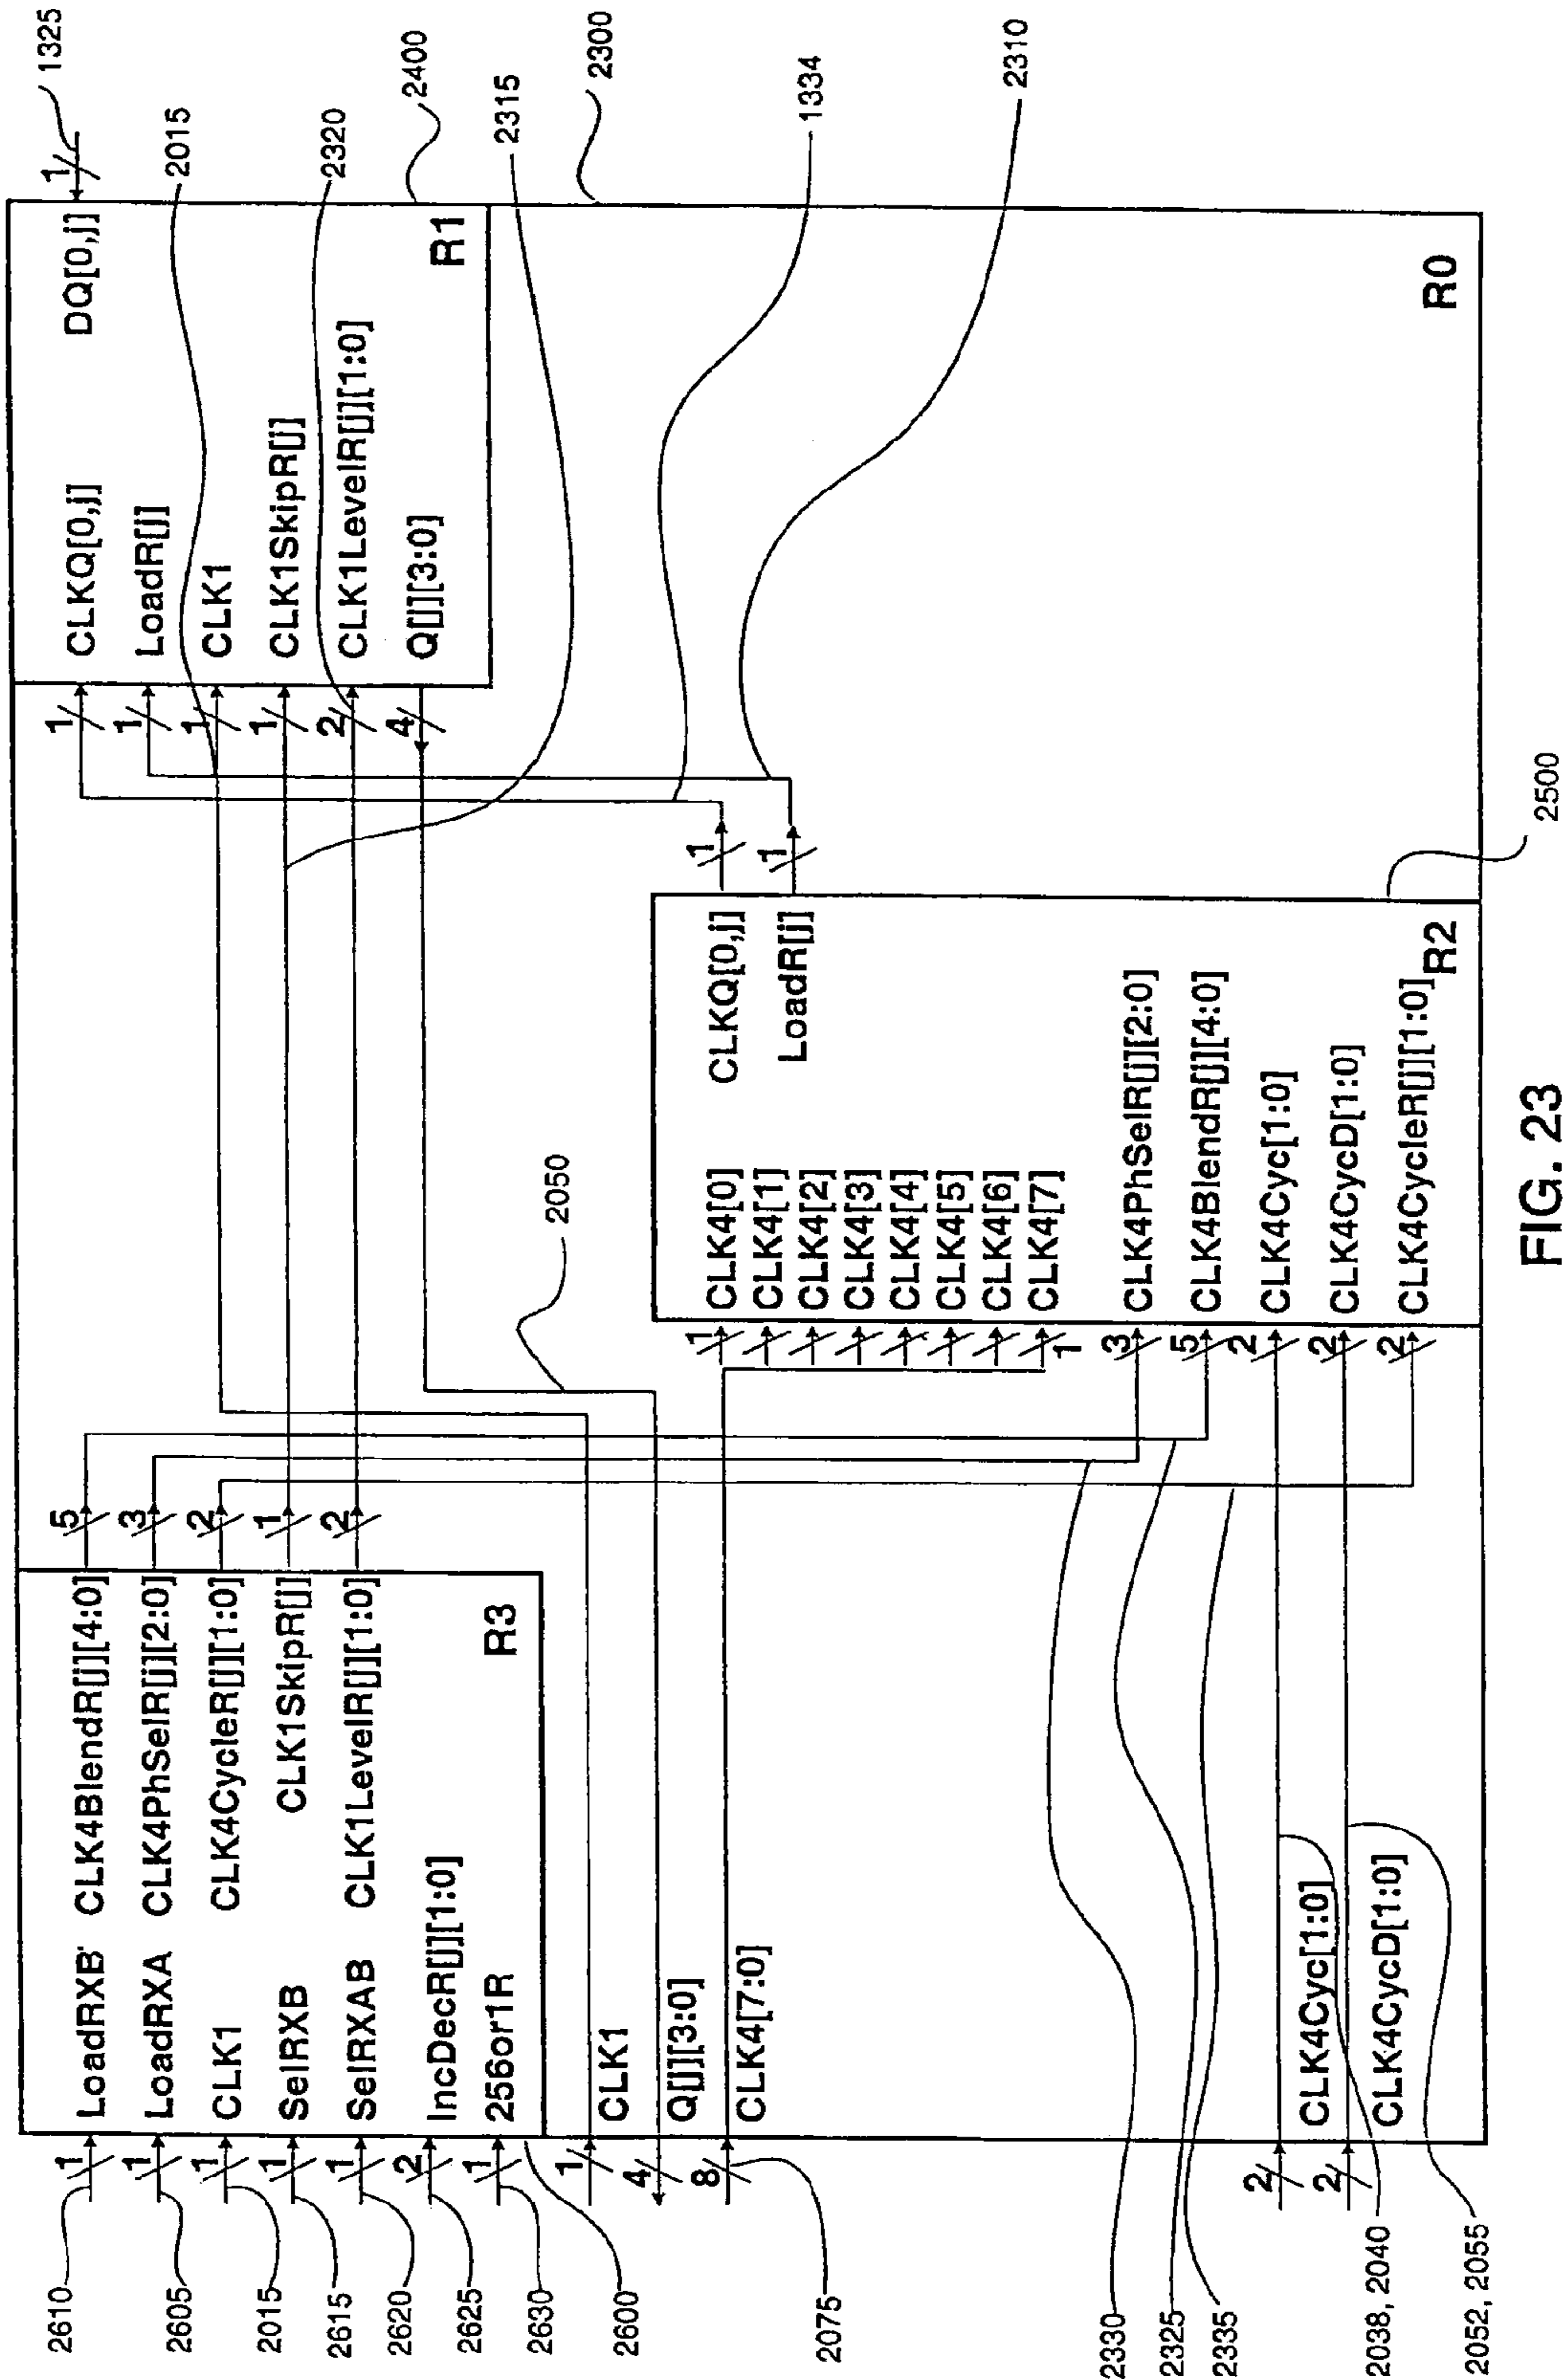 2610
2605
2015
2615
2620
2625
2630
2600
2075
2330
2325
2335
2038, 2040
2052, 2055
1
1
1
1
1
2
1
1
4
8
2
2
LoadRXB
LoadRXA
CLK1
SelRXB
SelRXAB
IncDecR[j][1:0]
256or1R
CLK4BlendR[j][4:0]
CLK4PhSelR[j][2:0]
CLK4CycleR[j][1:0]
CLK1SkipR[j]
CLK1LevelR[j][1:0]
R3
5
3
2
1
2
CLK1
Q[j][3:0]
CLK4[7:0]
CLK4Cyc[1:0]
CLK4CycD[1:0]
2050
1
1
3
5
2
2
2
CLK4[0]
CLK4[1]
CLK4[2]
CLK4[3]
CLK4[4]
CLK4[5]
CLK4[6]
CLK4[7]
CLK4PhSelR[j][2:0]
CLK4BlendR[j][4:0]
CLK4Cyc[1:0]
CLK4CycD[1:0]
CLK4CycleR[j][1:0]
CLKQ[0,j]
LoadR[j]
R2
1
1
2500
1
1
1
1
2
4
CLKQ[0,j]
LoadR[j]
CLK1
CLK1SkipR[j]
CLK1LevelR[j][1:0]
Q[j][3:0]
DQ[0,j]
R1
R0
1
1325
2015
2320
2400
2315
2300
1334
2310
FIG. 23